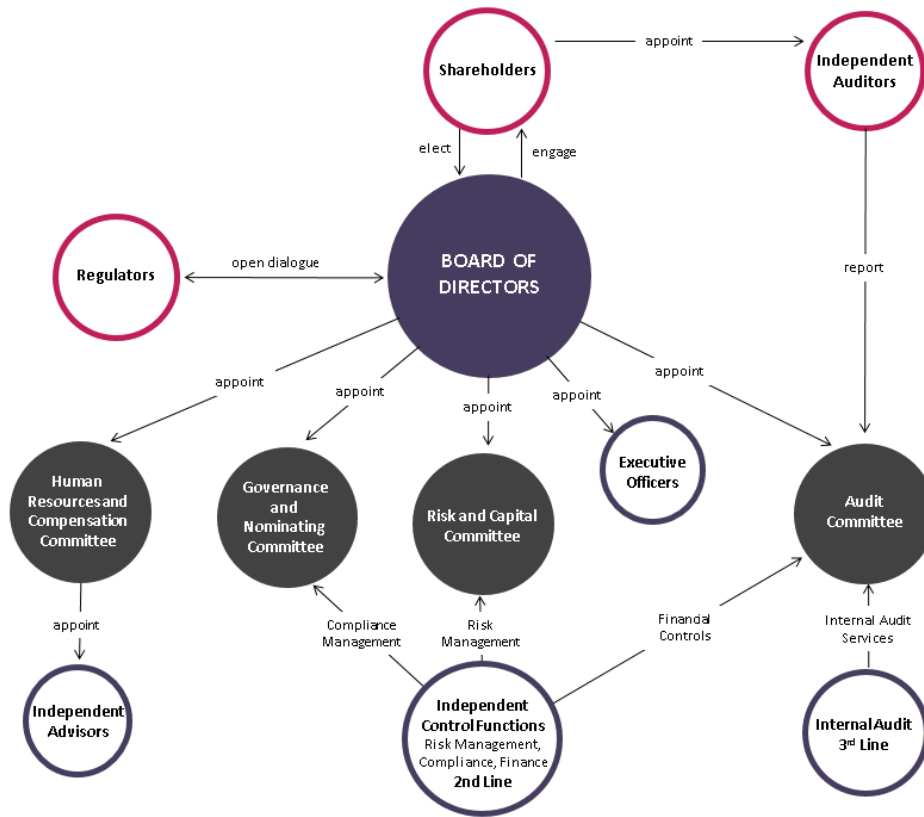 Shareholders
appoint
Independent
Auditors
elect
engage
BOARD OF
DIRECTORS
Regulators
open dialogue
report
appoint
appoint
appoint
appoint
appoint
Human
Resources and
Compensation
Committee
Governance
and
Nominating
Committee
Risk and Capital
Committee
Executive
Officers
Audit
Committee
appoint
Compliance
Management
Risk
Management
Financial
Controls
Internal Audit
Services
Independent
Advisors
Independent
Control Functions
Risk Management,
Compliance, Finance
2nd Line
Internal Audit
3rd Line